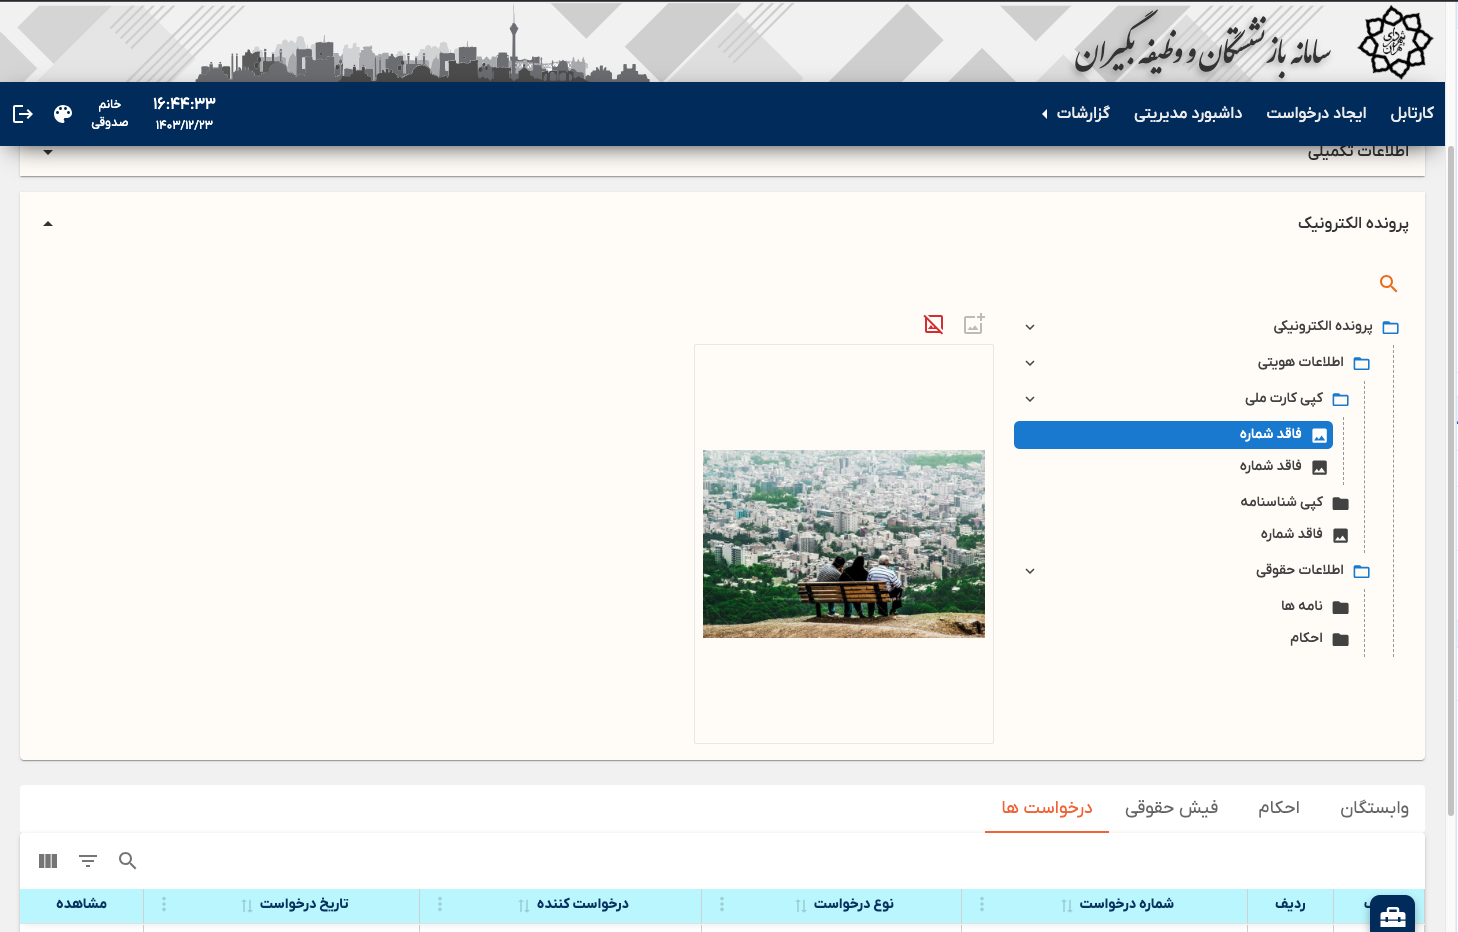 سامانه بازنشستگان و وظیفه بگیران
کارتابل
ایجاد درخواست
داشبورد مدیریتی
گزارشات
۱۶:۴۴:۳۳
۱۴۰۳/۱۲/۲۳
خانم
صدوقی
اطلاعات تکمیلی
پرونده الکترونیک
پرونده الکترونیکی
اطلاعات هویتی
کپی کارت ملی
فاقد شماره
فاقد شماره
کپی شناسنامه
فاقد شماره
اطلاعات حقوقی
نامه ها
احکام
وابستگان
احکام
فیش حقوقی
درخواست ها
ردیف
شماره درخواست
نوع درخواست
درخواست کننده
تاریخ درخواست
مشاهده